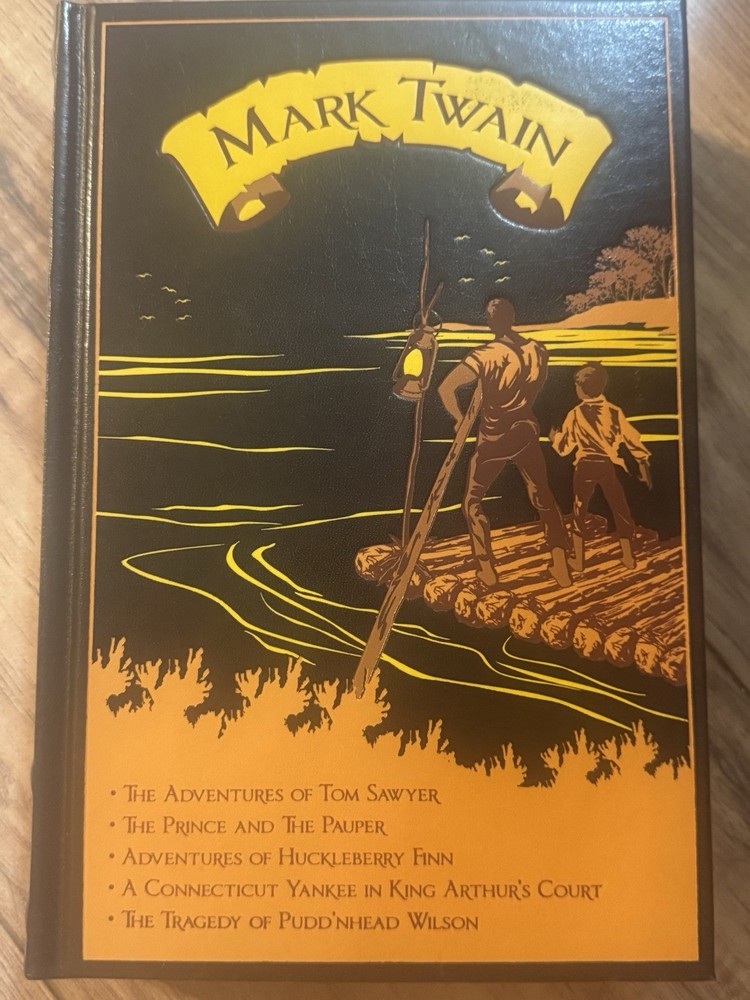 MARK TWAIN
• THE ADVENTURES OF TOM SAWYER
• THE PRINCE AND THE PAUPER
• ADVENTURES OF HUCKLEBERRY FINN
• A CONNECTICUT YANKEE IN KING ARTHUR'S COURT
• THE TRAGEDY OF PUDD'NHEAD WILSON